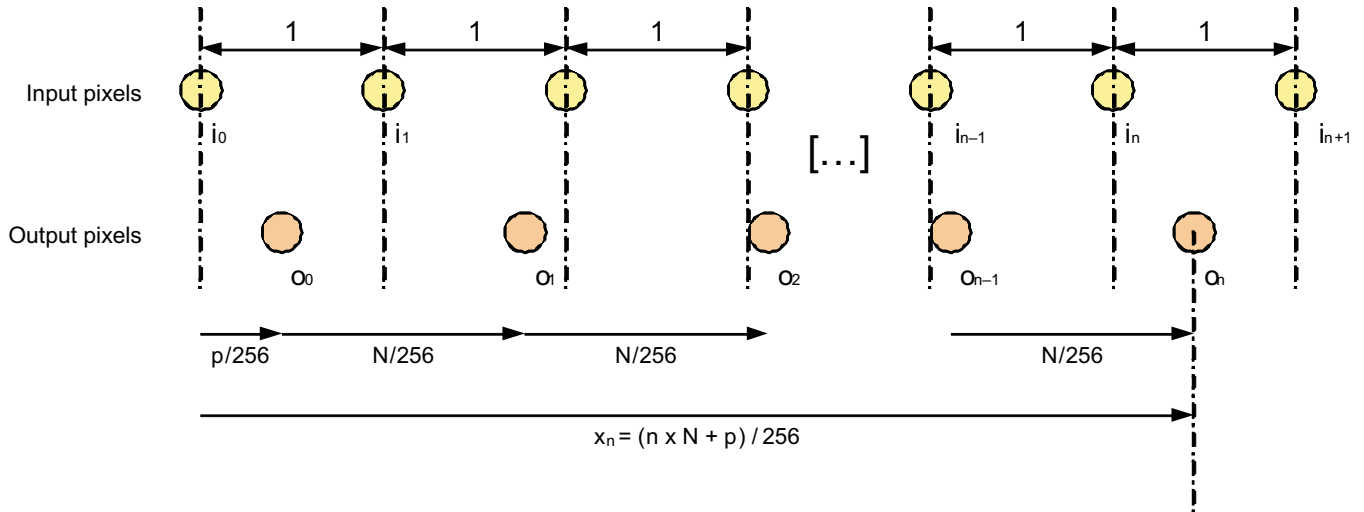 1 1 1 1 1
Input pixels
i0 i1 in–1 in in+1
[...]
Output pixels
o0 o1 o2 on–1 on
p/256 N/256 N/256 N/256
xn = (n x N + p) / 256